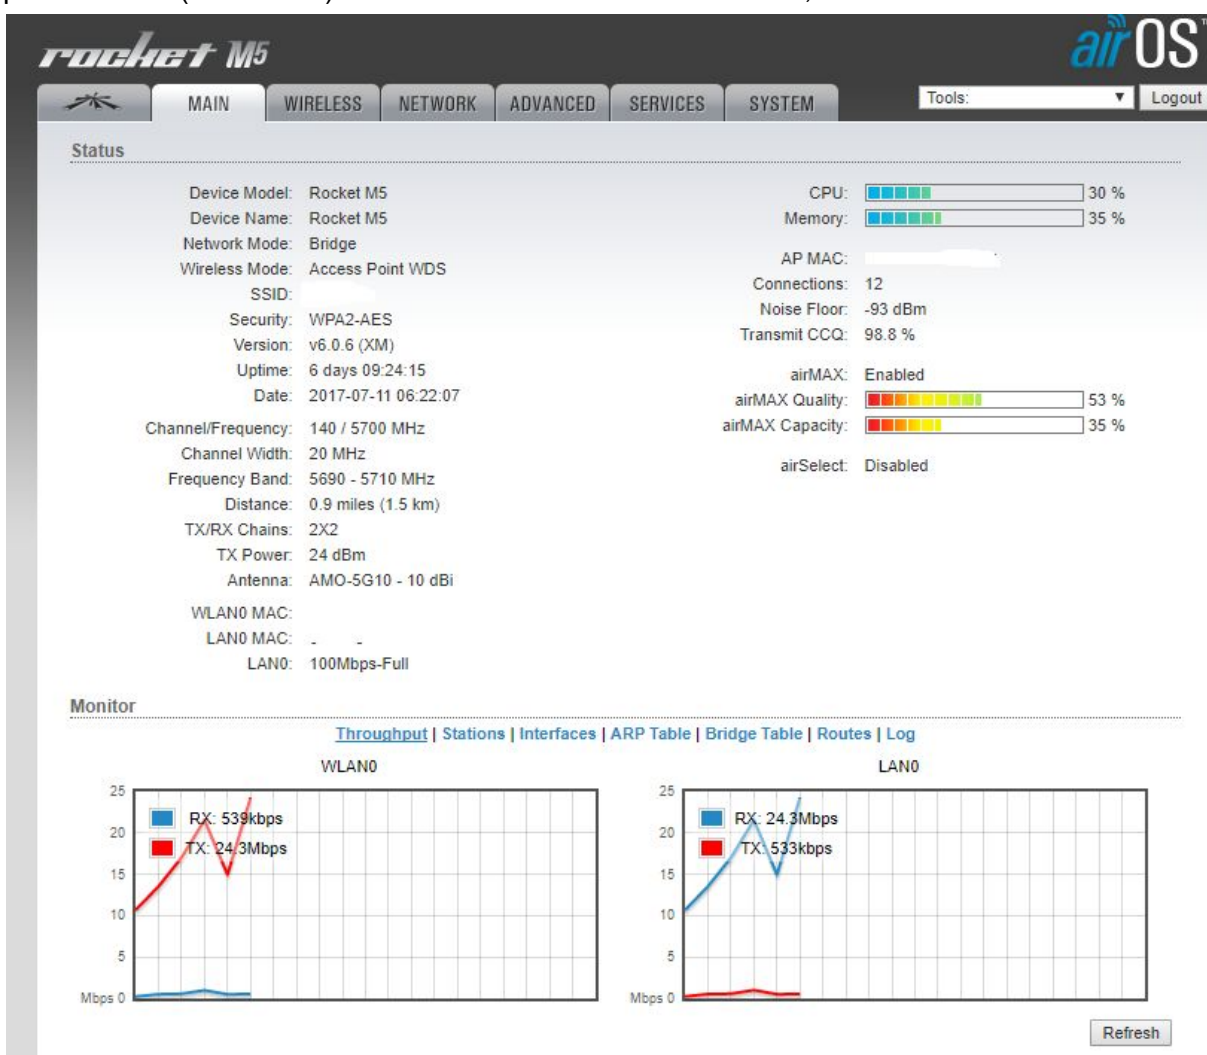 rocket M5
airOS™
MAIN WIRELESS NETWORK ADVANCED SERVICES SYSTEM Tools: Logout
Status
Device Model: Rocket M5
Device Name: Rocket M5
Network Mode: Bridge
Wireless Mode: Access Point WDS
SSID:
Security: WPA2-AES
Version: v6.0.6 (XM)
Uptime: 6 days 09:24:15
Date: 2017-07-11 06:22:07
Channel/Frequency: 140 / 5700 MHz
Channel Width: 20 MHz
Frequency Band: 5690 - 5710 MHz
Distance: 0.9 miles (1.5 km)
TX/RX Chains: 2X2
TX Power: 24 dBm
Antenna: AMO-5G10 - 10 dBi
WLAN0 MAC:
LAN0 MAC:
LAN0: 100Mbps-Full
CPU: 30 %
Memory: 35 %
AP MAC:
Connections: 12
Noise Floor: -93 dBm
Transmit CCQ: 98.8 %
airMAX: Enabled
airMAX Quality: 53 %
airMAX Capacity: 35 %
airSelect: Disabled
Monitor
Throughput | Stations | Interfaces | ARP Table | Bridge Table | Routes | Log
WLAN0
25
20
15
10
5
Mbps 0
RX: 539kbps
TX: 24.3Mbps
LAN0
25
20
15
10
5
Mbps 0
RX: 24.3Mbps
TX: 533kbps
Refresh